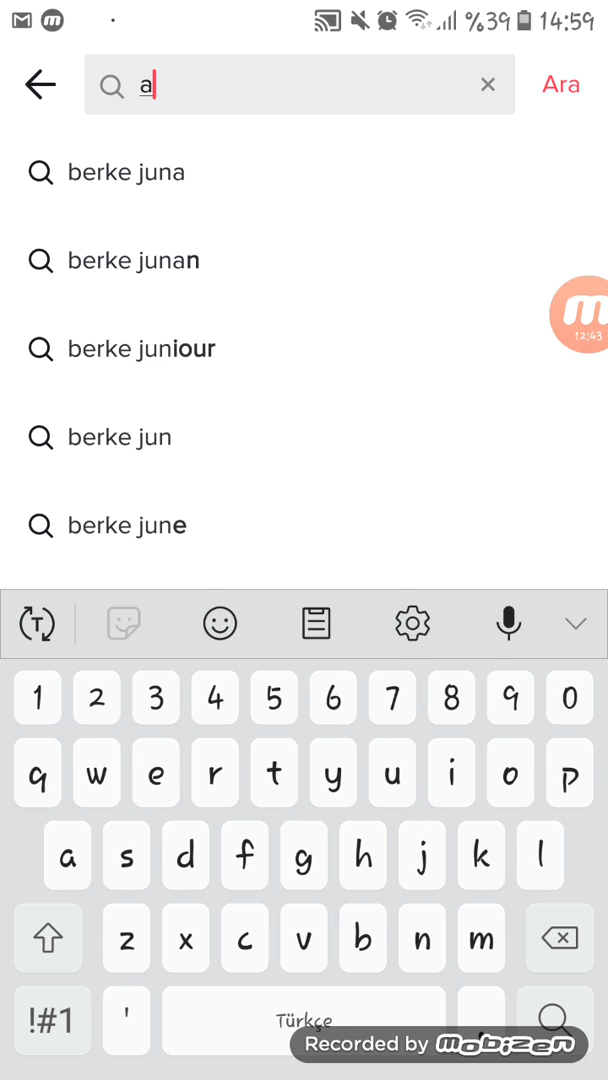 %39 14:59
a Ara
berke juna
berke junan
berke juniour
12:43
berke jun
berke june
1 2 3 4 5 6 7 8 9 0
q w e r t y u i o p
a s d f g h j k l
z x c v b n m
!#1 ' Türkçe .
Recorded by mobizen